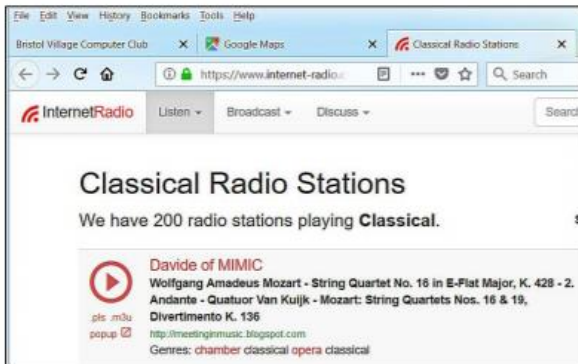 File Edit View History Bookmarks Tools Help
Bristol Village Computer Club Google Maps Classical Radio Stations
https://www.internet-radio. Search
InternetRadio Listen Broadcast Discuss Search
Classical Radio Stations
We have 200 radio stations playing Classical.
Davide of MIMIC
Wolfgang Amadeus Mozart - String Quartet No. 16 in E-Flat Major, K. 428 - 2.
Andante - Quatuor Van Kuijk - Mozart: String Quartets Nos. 16 & 19,
.pls .m3u Divertimento K. 136
popup http://meetinginmusic.blogspot.com
Genres: chamber classical opera classical